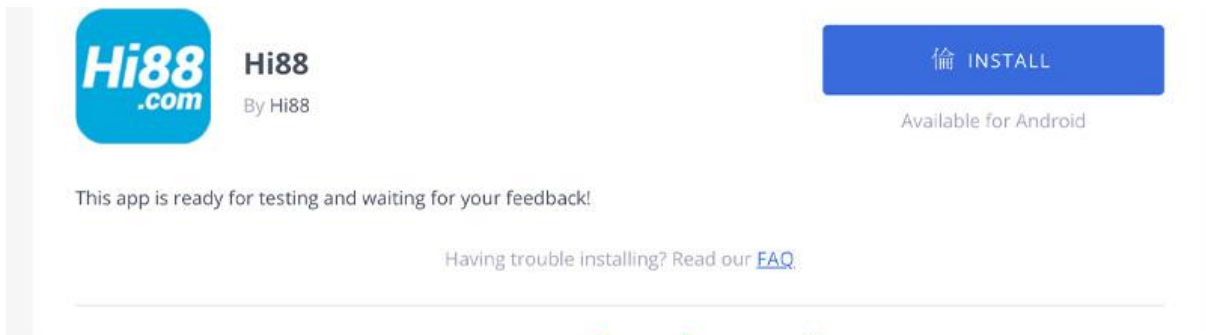 Hi88
.com
Hi88
By Hi88
倫 INSTALL
Available for Android
This app is ready for testing and waiting for your feedback!
Having trouble installing? Read our FAQ